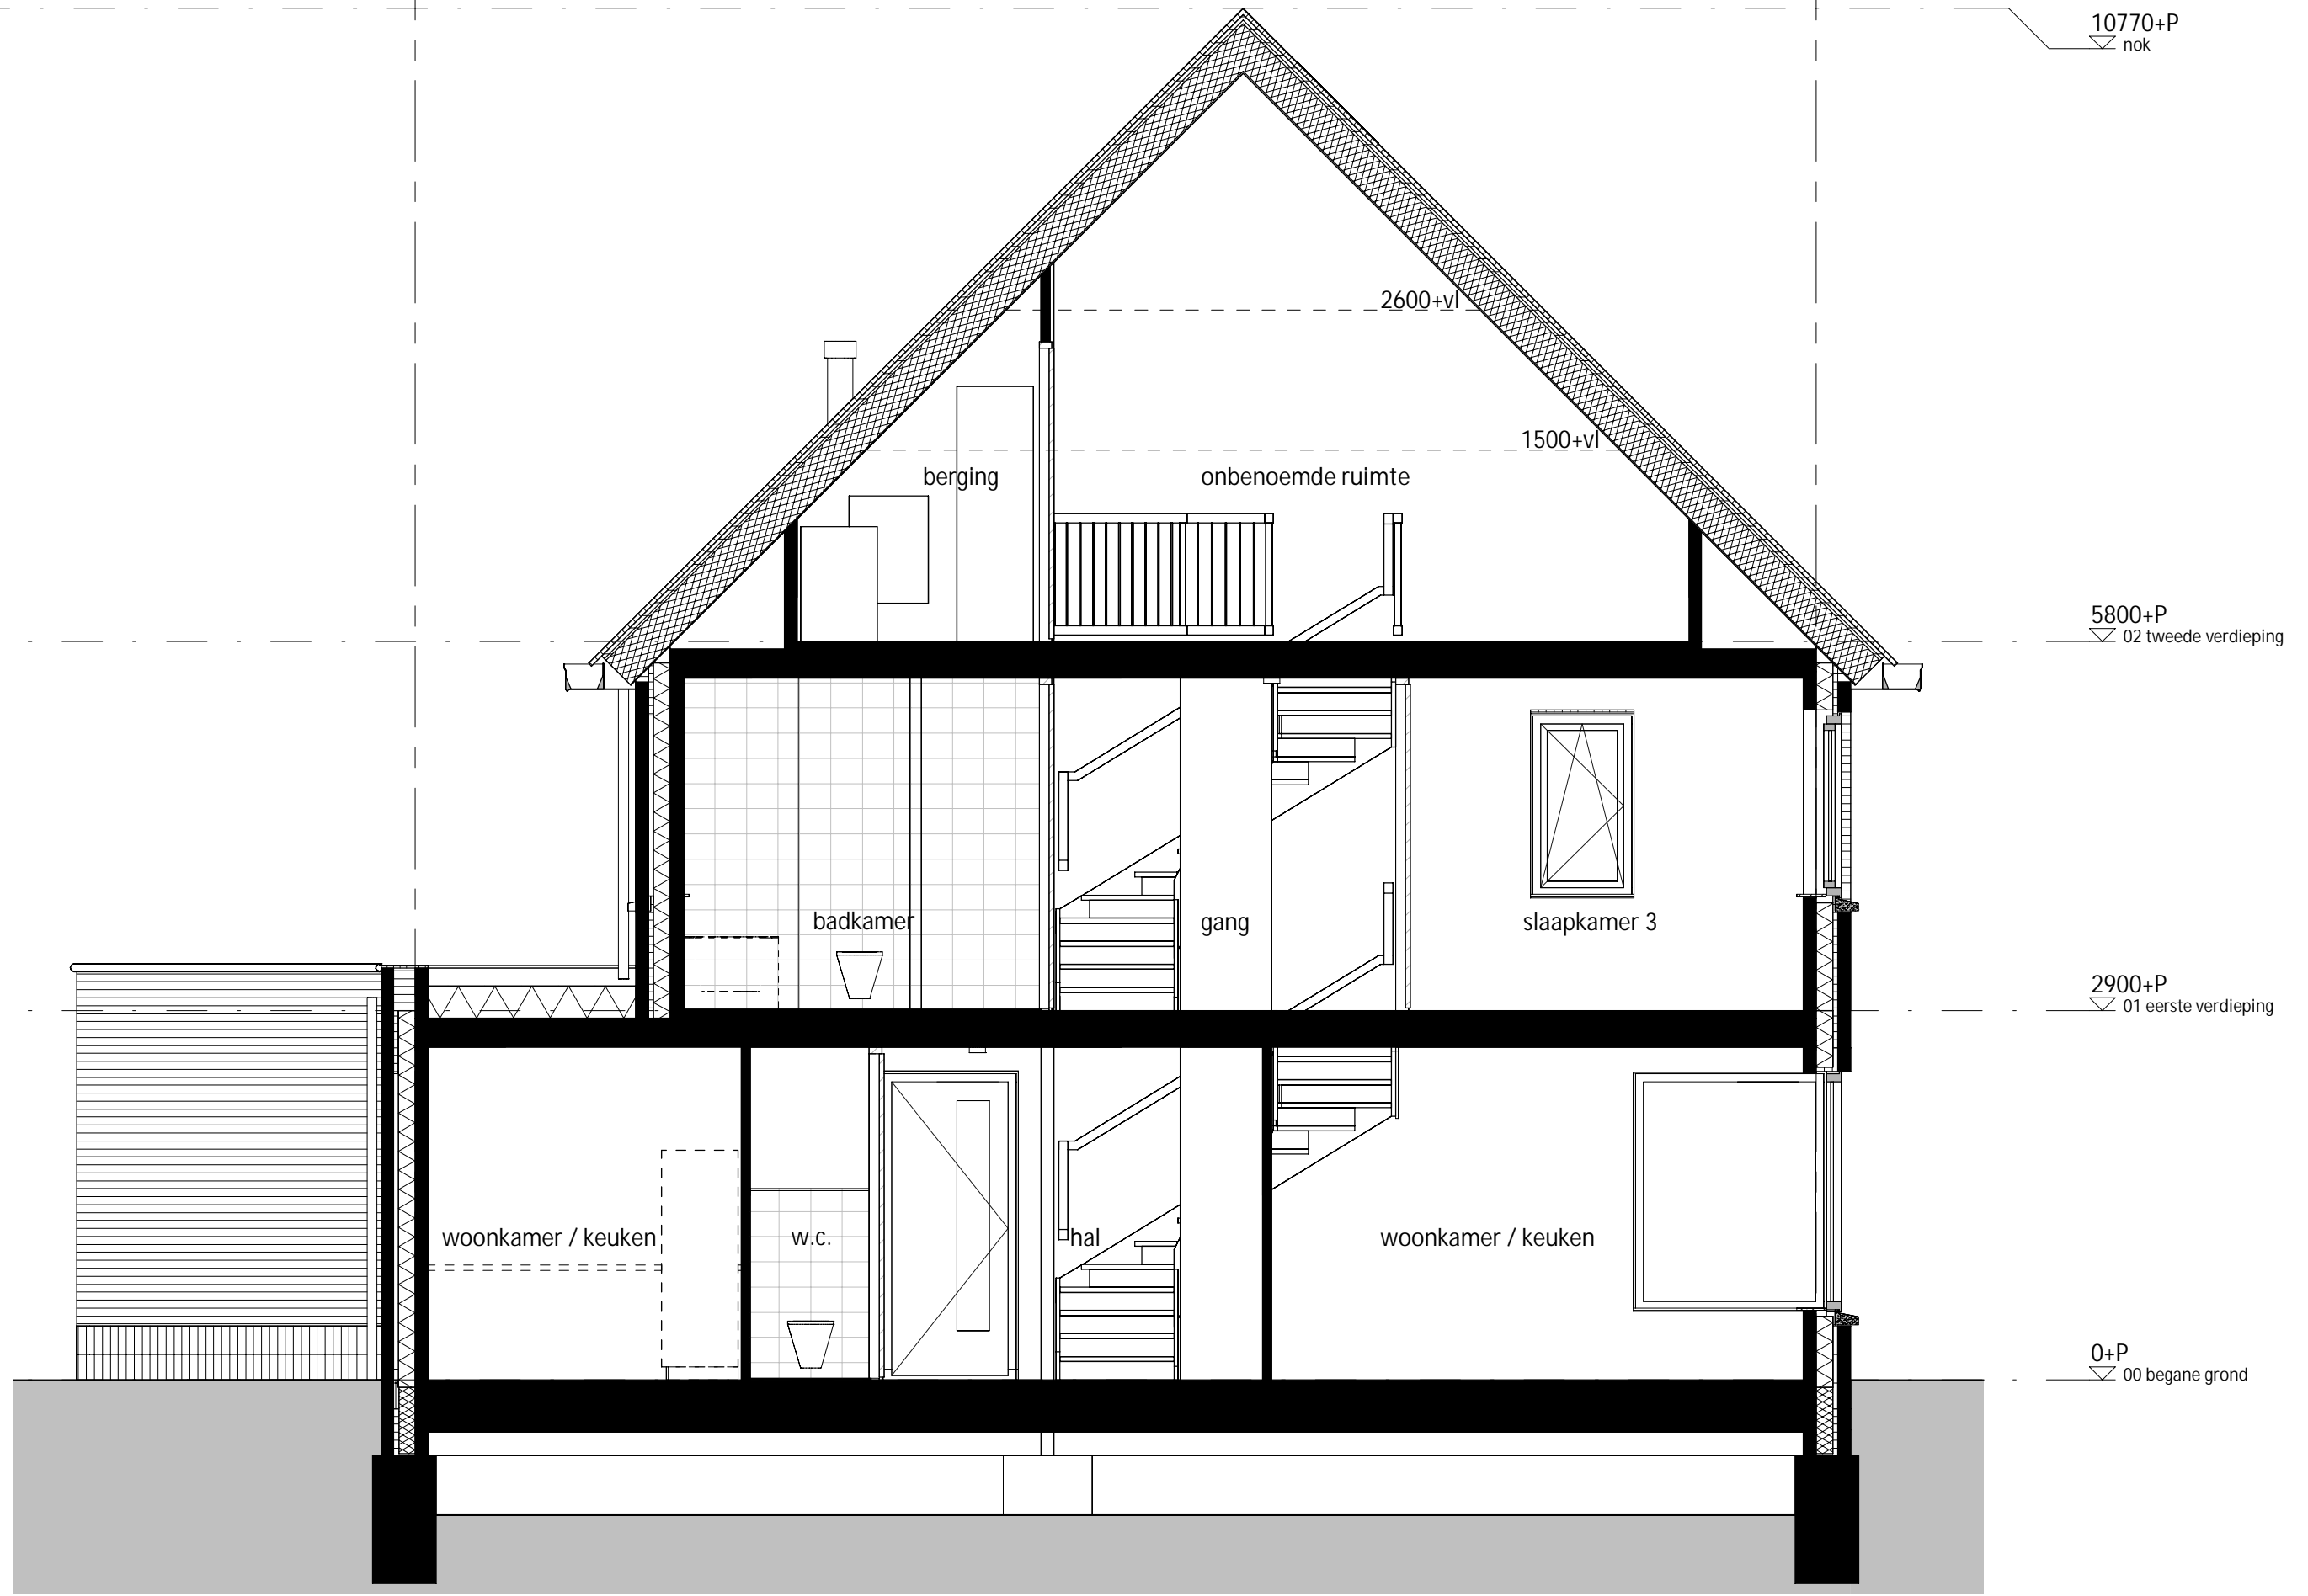 10770+P
nok
2600+vl
1500+vl
berging
onbenoemde ruimte
5800+P
02 tweede verdieping
badkamer
gang
slaapkamer 3
2900+P
01 eerste verdieping
woonkamer / keuken
w.c.
hal
woonkamer / keuken
0+P
00 begane grond